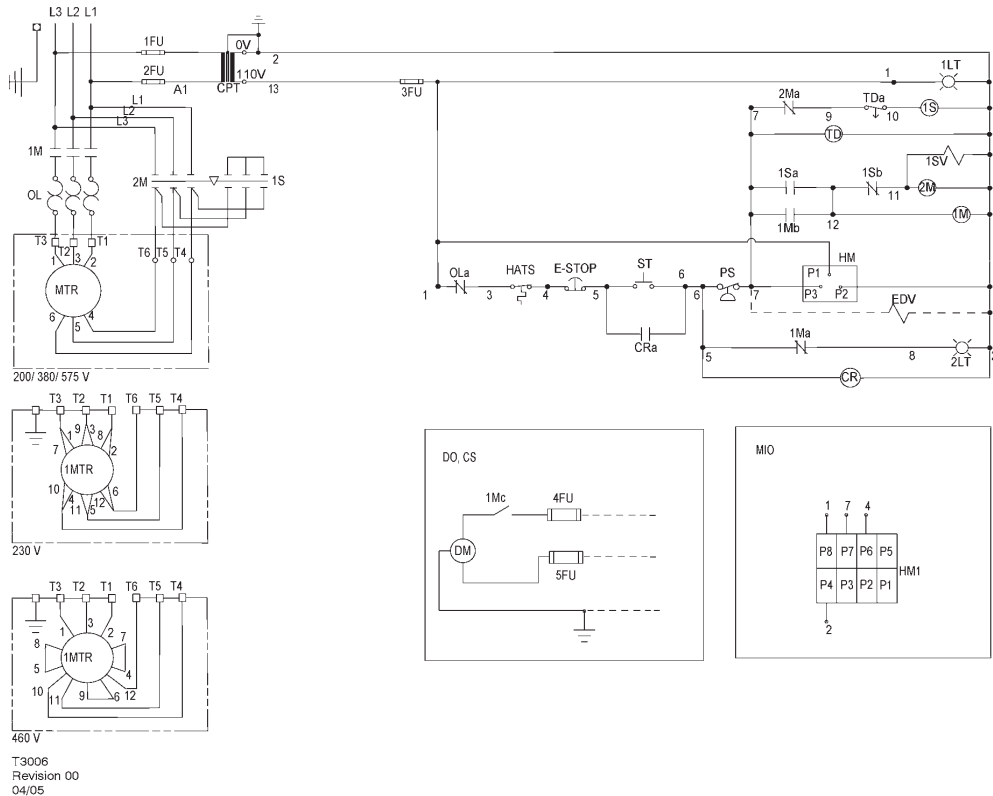 L3 L2 L1
1FU
0V
2
2FU
A1
CPT
110V
13
3FU
1
1LT
L1
L2
L3
2Ma
TDa
7
9
10
1S
TD
1M
2M
1S
1SV
OL
1Sa
1Sb
11
2M
1Mb
12
1M
T3
T2
T1
T6 T5 T4
1
3
2
MTR
6
5
4
200/ 380/ 575 V
OLa
HATS
E-STOP
ST
6
PS
P1
HM
P3
P2
1
3
4
5
6
7
EDV
CRa
1Ma
5
8
2LT
CR
T3 T2 T1 T6 T5 T4
1
9
3
8
7
2
1MTR
10
4
11
5
12
6
230 V
T3 T2 T1 T6 T5 T4
1
3
2
8
7
1MTR
5
4
10
11
9
6
12
460 V
DO, CS
1Mc
4FU
DM
5FU
MIO
1 7 4
P8 P7 P6 P5
HM1
P4 P3 P2 P1
2
T3006
Revision 00
04/05